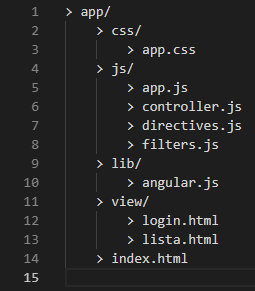 1 > app/
2 > css/
3 > app.css
4 > js/
5 > app.js
6 > controller.js
7 > directives.js
8 > filters.js
9 > lib/
10 > angular.js
11 > view/
12 > login.html
13 > lista.html
14 > index.html
15